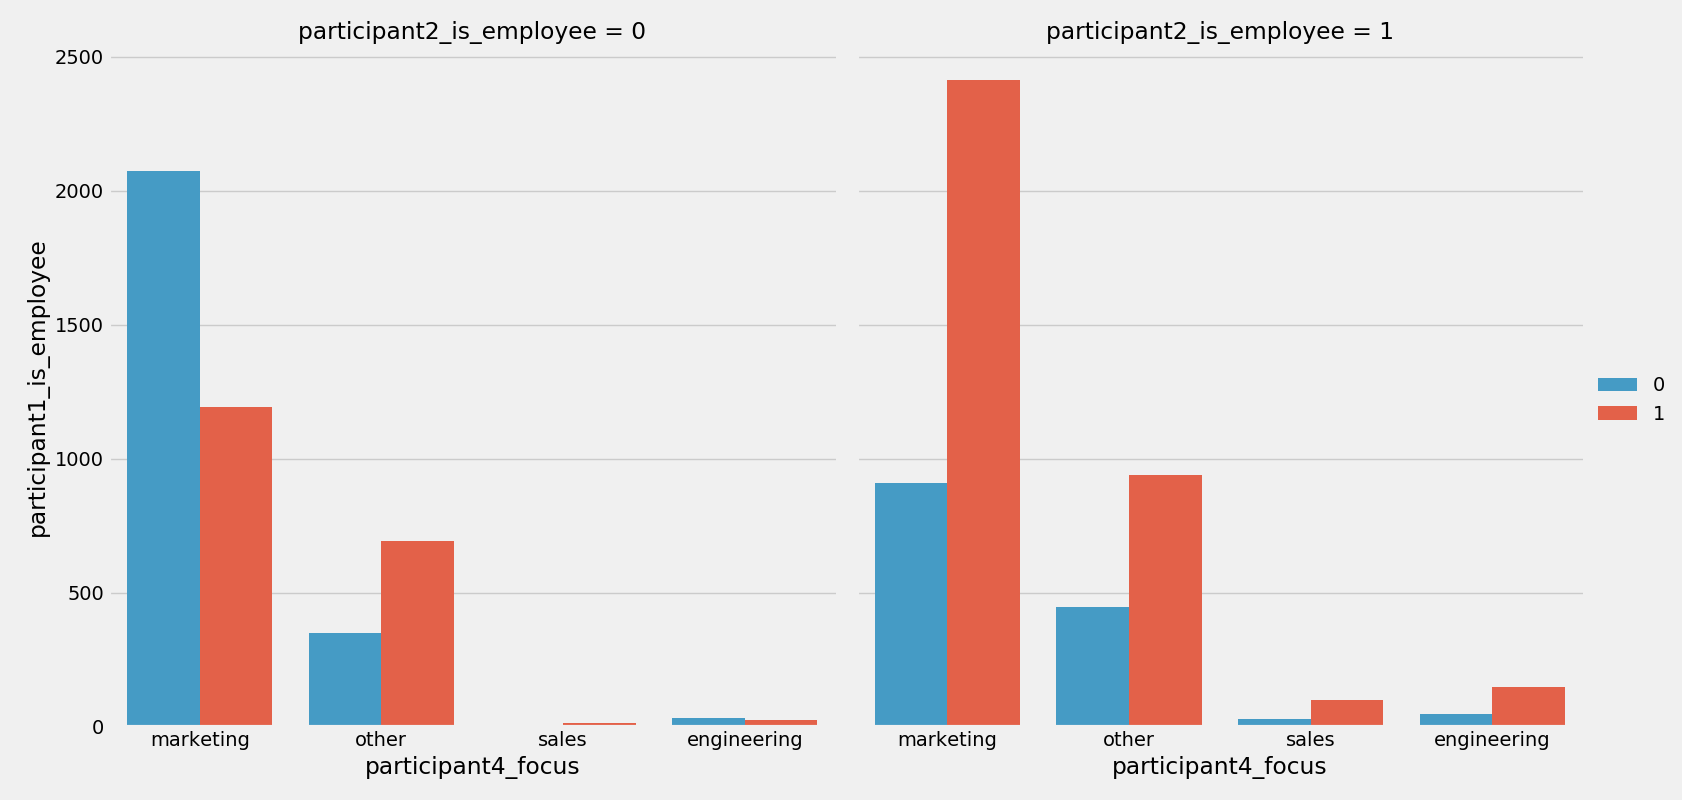 participant2_is_employee = 0
participant2_is_employee = 1
2500
2000
1500
1000
500
0
participant1_is_employee
marketing other sales engineering
marketing other sales engineering
participant4_focus
participant4_focus
0
1